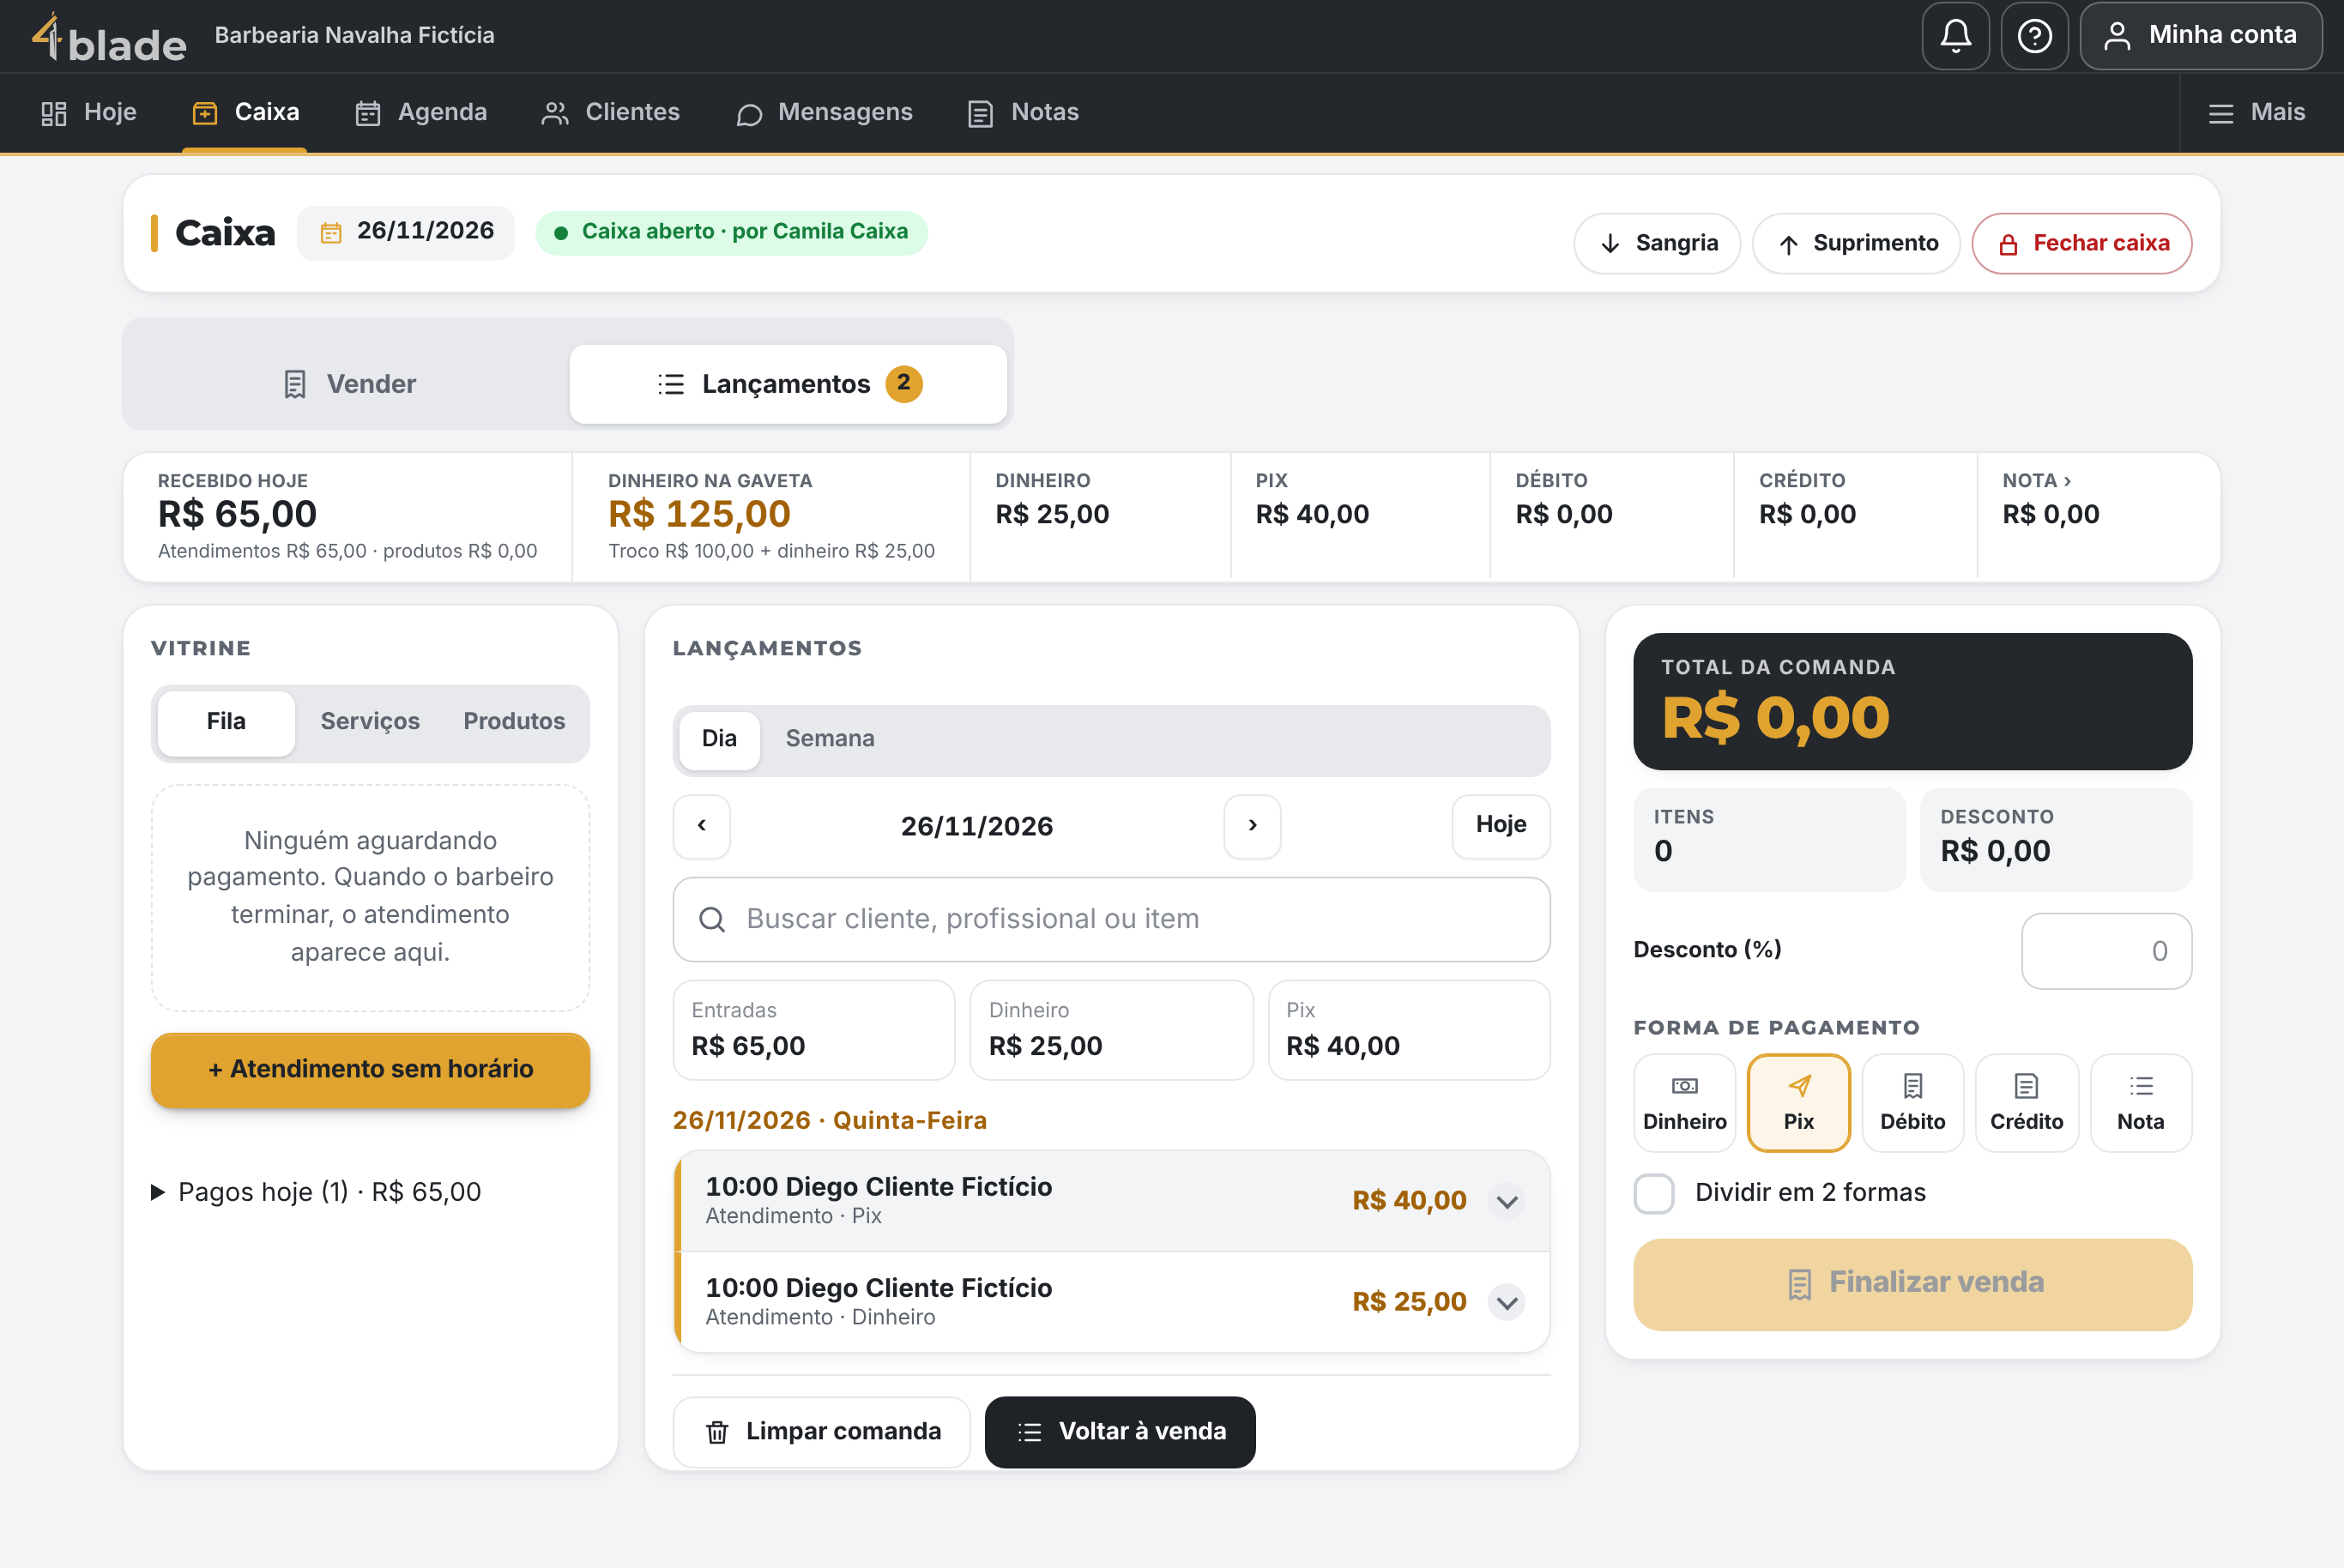 4blade
Barbearia Navalha Fictícia
Minha conta
Hoje
Caixa
Agenda
Clientes
Mensagens
Notas
Mais
Caixa
26/11/2026
Caixa aberto · por Camila Caixa
Sangria
Suprimento
Fechar caixa
Vender
Lançamentos 2
RECEBIDO HOJE
R$ 65,00
Atendimentos R$ 65,00 · produtos R$ 0,00
DINHEIRO NA GAVETA
R$ 125,00
Troco R$ 100,00 + dinheiro R$ 25,00
DINHEIRO
R$ 25,00
PIX
R$ 40,00
DÉBITO
R$ 0,00
CRÉDITO
R$ 0,00
NOTA ›
R$ 0,00
VITRINE
Fila
Serviços
Produtos
Ninguém aguardando
pagamento. Quando o barbeiro
terminar, o atendimento
aparece aqui.
+ Atendimento sem horário
Pagos hoje (1) · R$ 65,00
LANÇAMENTOS
Dia
Semana
‹
26/11/2026
›
Hoje
Buscar cliente, profissional ou item
Entradas
R$ 65,00
Dinheiro
R$ 25,00
Pix
R$ 40,00
26/11/2026 · Quinta-Feira
10:00 Diego Cliente Fictício
Atendimento · Pix
R$ 40,00
10:00 Diego Cliente Fictício
Atendimento · Dinheiro
R$ 25,00
Limpar comanda
Voltar à venda
TOTAL DA COMANDA
R$ 0,00
ITENS
0
DESCONTO
R$ 0,00
Desconto (%)
0
FORMA DE PAGAMENTO
Dinheiro
Pix
Débito
Crédito
Nota
Dividir em 2 formas
Finalizar venda